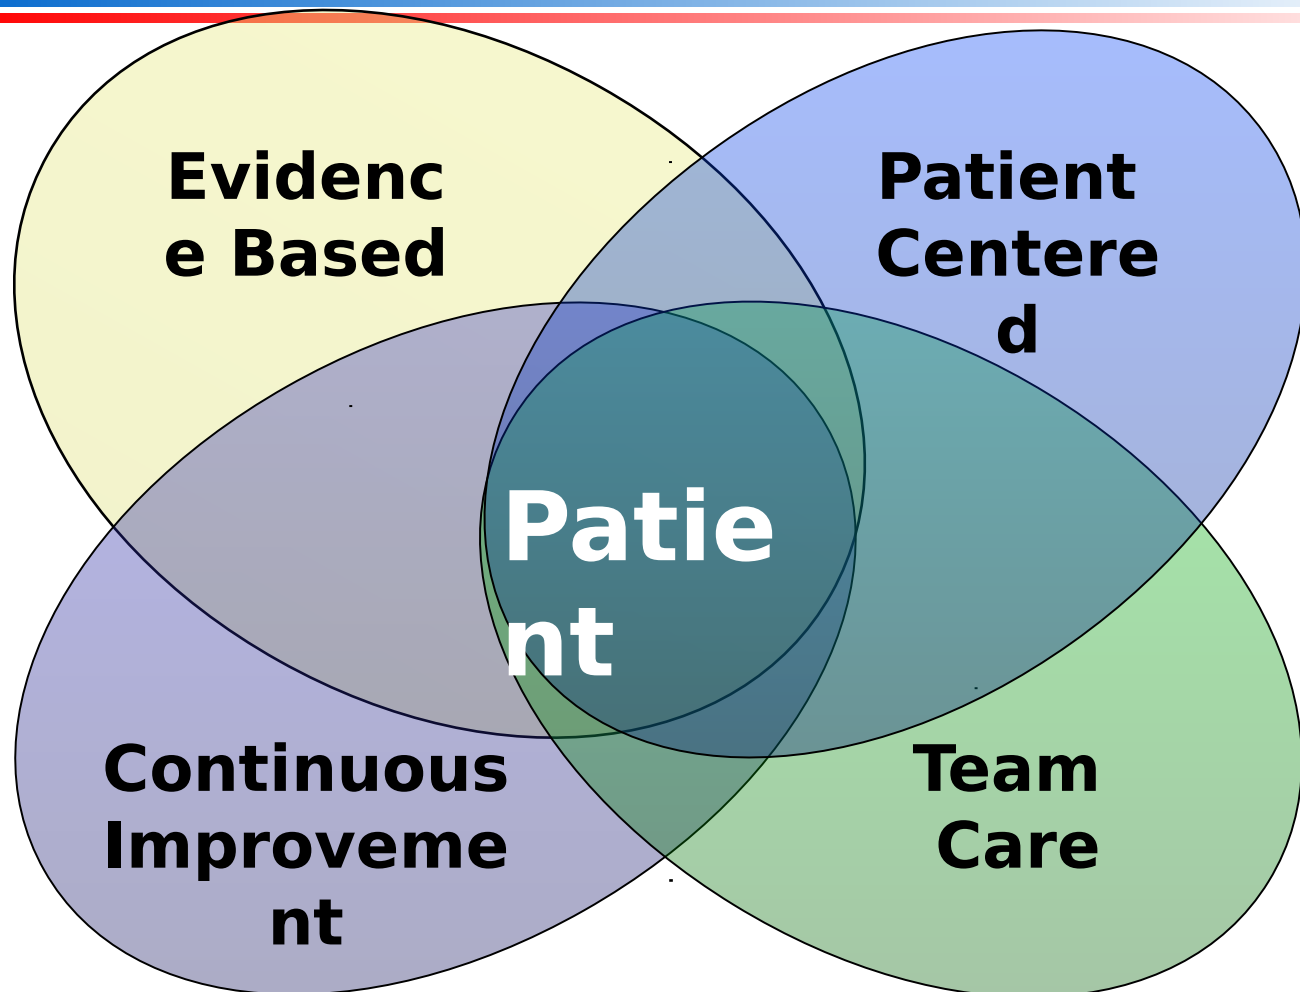 Evidenc
e Based
Patient
Centere
d
Patie
nt
Continuous
Improveme
nt
Team
Care